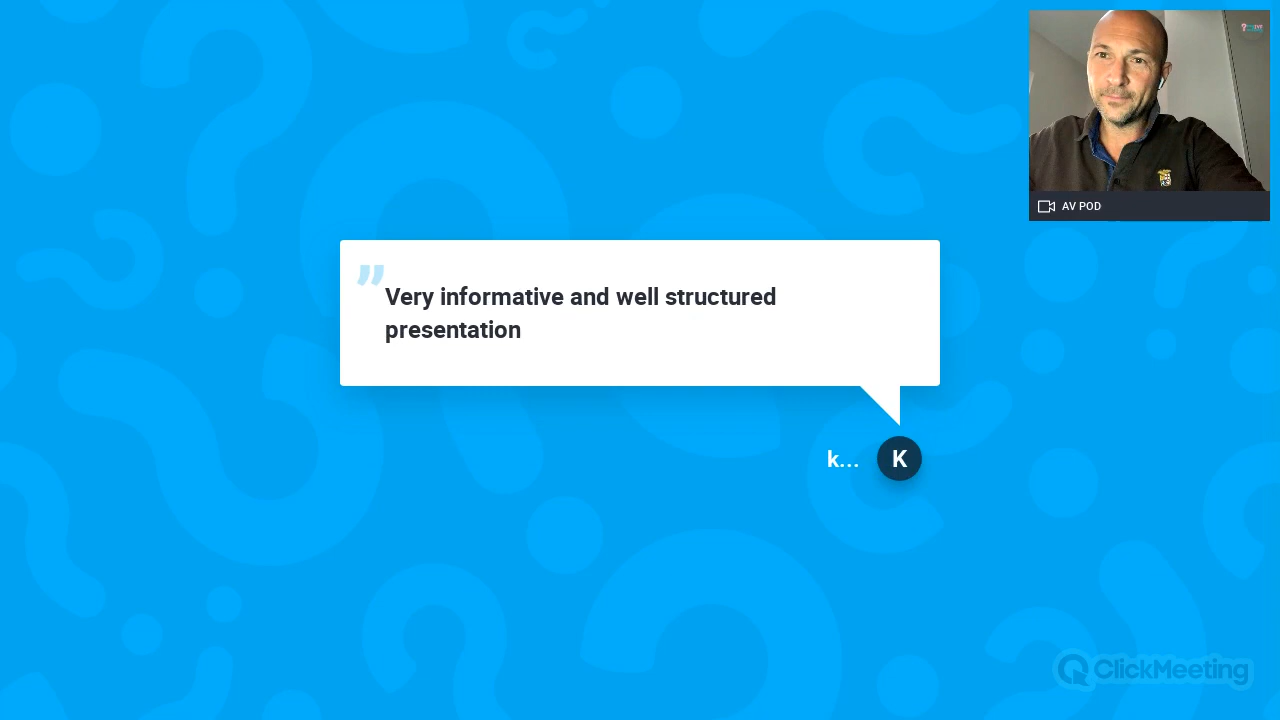 AV POD
”
Very informative and well structured
presentation
k...
K
ClickMeeting